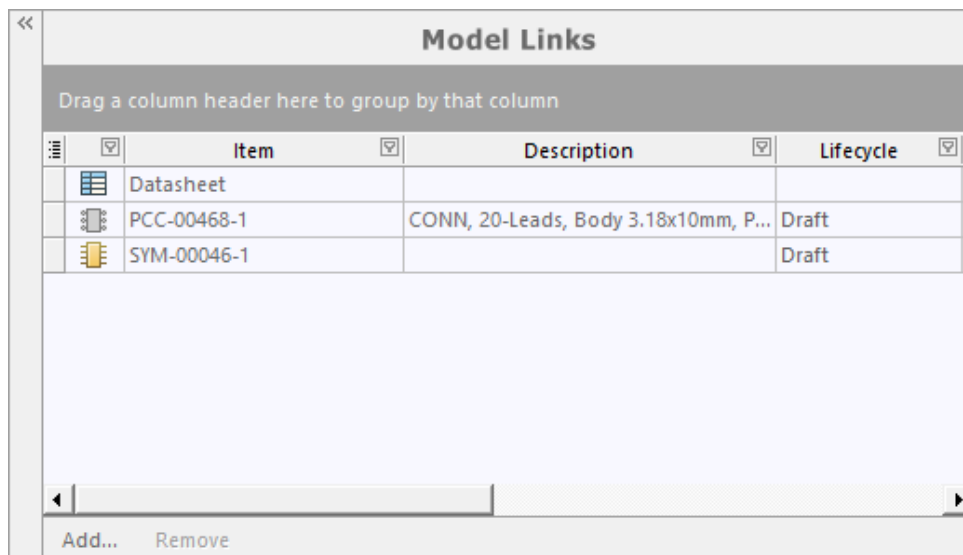 Model Links
Drag a column header here to group by that column
Item Description Lifecycle
Datasheet
PCC-00468-1 CONN, 20-Leads, Body 3.18x10mm, P... Draft
SYM-00046-1 Draft
Add... Remove